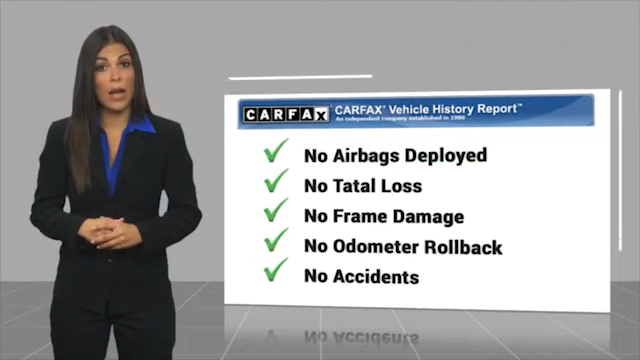 CARFAX CARFAX® Vehicle History Report™
An independent company established in 1986
No Airbags Deployed
No Tatal Loss
No Frame Damage
No Odometer Rollback
No Accidents